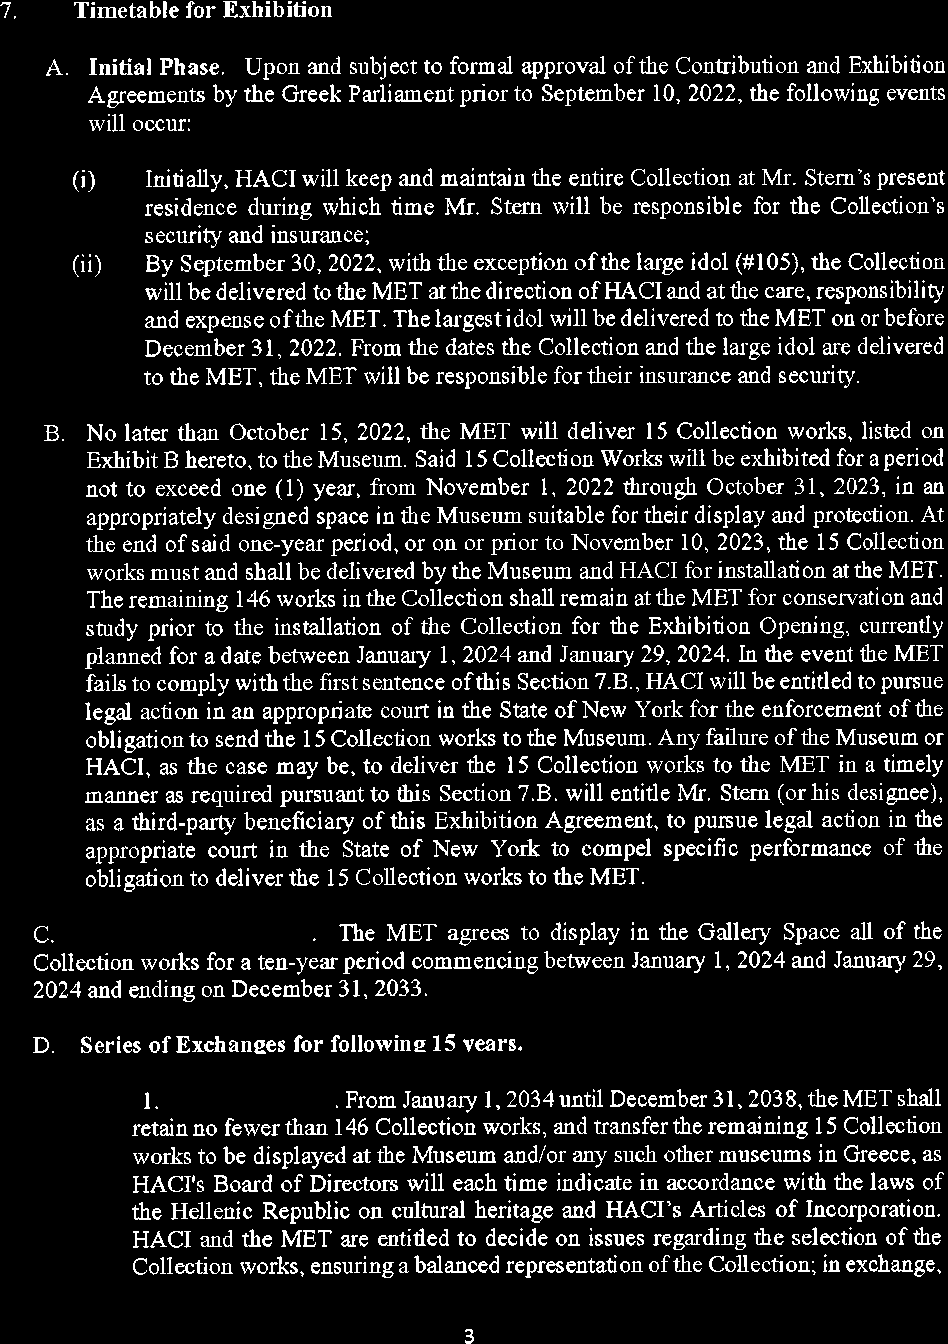 7. Timetable for Exhibition
A. Initial Phase. Upon and subject to formal approval of the Contribution and Exhibition
Agreements by the Greek Parliament prior to September 10, 2022, the following events
will occur:
(i) Initially, HACI will keep and maintain the entire Collection at Mr. Stern's present
residence during which time Mr. Stern will be responsible for the Collection's
security and insurance;
(ii) By September 30, 2022, with the exception of the large idol (#105), the Collection
will be delivered to the MET at the direction of HACI and at the care, responsibility
and expense of the MET. The largest idol will be delivered to the MET on or before
December 31, 2022. From the dates the Collection and the large idol are delivered
to the MET, the MET will be responsible for their insurance and security.
B. No later than October 15, 2022, the MET will deliver 15 Collection works, listed on
Exhibit B hereto, to the Museum. Said 15 Collection Works will be exhibited for a period
not to exceed one (1) year, from November 1, 2022 through October 31, 2023, in an
appropriately designed space in the Museum suitable for their display and protection. At
the end of said one-year period, or on or prior to November 10, 2023, the 15 Collection
works must and shall be delivered by the Museum and HACI for installation at the MET.
The remaining 146 works in the Collection shall remain at the MET for conservation and
study prior to the installation of the Collection for the Exhibition Opening, currently
planned for a date between January 1, 2024 and January 29, 2024. In the event the MET
fails to comply with the first sentence of this Section 7.B., HACI will be entitled to pursue
legal action in an appropriate court in the State of New York for the enforcement of the
obligation to send the 15 Collection works to the Museum. Any failure of the Museum or
HACI, as the case may be, to deliver the 15 Collection works to the MET in a timely
manner as required pursuant to this Section 7.B. will entitle Mr. Stern (or his designee),
as a third-party beneficiary of this Exhibition Agreement, to pursue legal action in the
appropriate court in the State of New York to compel specific performance of the
obligation to deliver the 15 Collection works to the MET.
C. . The MET agrees to display in the Gallery Space all of the
Collection works for a ten-year period commencing between January 1, 2024 and January 29,
2024 and ending on December 31, 2033.
D. Series of Exchanges for following 15 years.
1. . From January 1, 2034 until December 31, 2038, the MET shall
retain no fewer than 146 Collection works, and transfer the remaining 15 Collection
works to be displayed at the Museum and/or any such other museums in Greece, as
HACI's Board of Directors will each time indicate in accordance with the laws of
the Hellenic Republic on cultural heritage and HACI's Articles of Incorporation.
HACI and the MET are entitled to decide on issues regarding the selection of the
Collection works, ensuring a balanced representation of the Collection; in exchange,
3